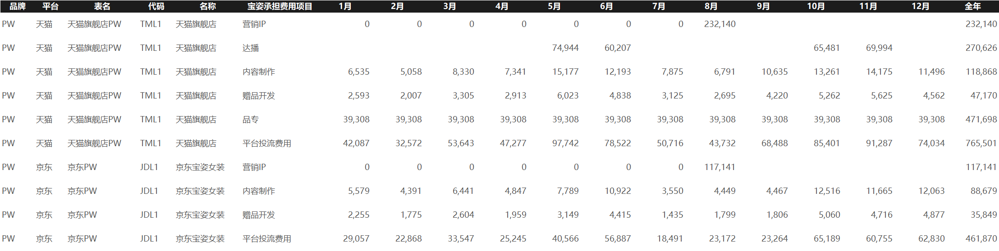 品牌 平台 表名 代码 名称 宝姿承担费用项目 1月 2月 3月 4月 5月 6月 7月 8月 9月 10月 11月 12月 全年
PW 天猫 天猫旗舰店PW TML1 天猫旗舰店 营销IP 0 0 0 0 0 0 0 232,140 232,140
PW 天猫 天猫旗舰店PW TML1 天猫旗舰店 达播 74,944 60,207 65,481 69,994 270,626
PW 天猫 天猫旗舰店PW TML1 天猫旗舰店 内容制作 6,535 5,058 8,330 7,341 15,177 12,193 7,875 6,791 10,635 13,261 14,175 11,496 118,868
PW 天猫 天猫旗舰店PW TML1 天猫旗舰店 赠品开发 2,593 2,007 3,305 2,913 6,023 4,838 3,125 2,695 4,220 5,262 5,625 4,562 47,170
PW 天猫 天猫旗舰店PW TML1 天猫旗舰店 品专 39,308 39,308 39,308 39,308 39,308 39,308 39,308 39,308 39,308 39,308 39,308 39,308 471,698
PW 天猫 天猫旗舰店PW TML1 天猫旗舰店 平台投流费用 42,087 32,572 53,643 47,277 97,742 78,522 50,716 43,732 68,488 85,401 91,287 74,034 765,501
PW 京东 京东PW JDL1 京东宝姿女装 营销IP 0 0 0 0 0 0 0 117,141 117,141
PW 京东 京东PW JDL1 京东宝姿女装 内容制作 5,579 4,391 6,441 4,847 7,789 10,922 3,550 4,449 4,467 12,516 11,665 12,063 88,679
PW 京东 京东PW JDL1 京东宝姿女装 赠品开发 2,255 1,775 2,604 1,959 3,149 4,415 1,435 1,799 1,806 5,060 4,716 4,877 35,849
PW 京东 京东PW JDL1 京东宝姿女装 平台投流费用 29,057 22,868 33,547 25,245 40,566 56,887 18,491 23,172 23,264 65,189 60,755 62,830 461,870